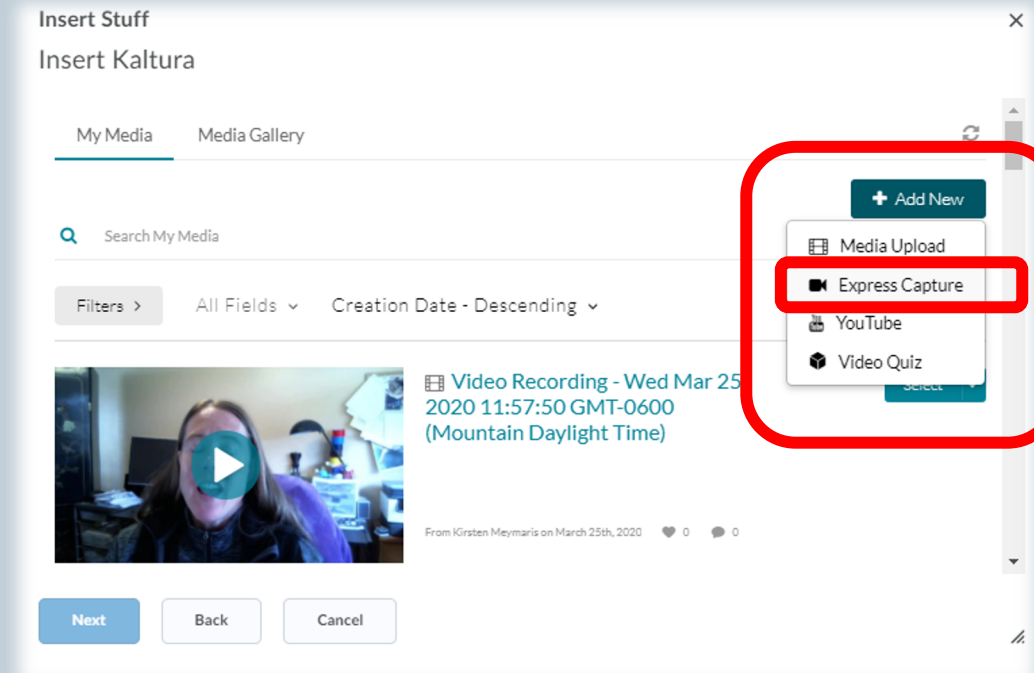 Insert Stuff
Insert Kaltura
My Media Media Gallery
+ Add New
Search My Media
Media Upload
Express Capture
YouTube
Video Quiz
Filters > All Fields Creation Date - Descending
Select
Video Recording - Wed Mar 25
2020 11:57:50 GMT-0600
(Mountain Daylight Time)
From Kirsten Meymaris on March 25th, 2020 0 0
Next Back Cancel